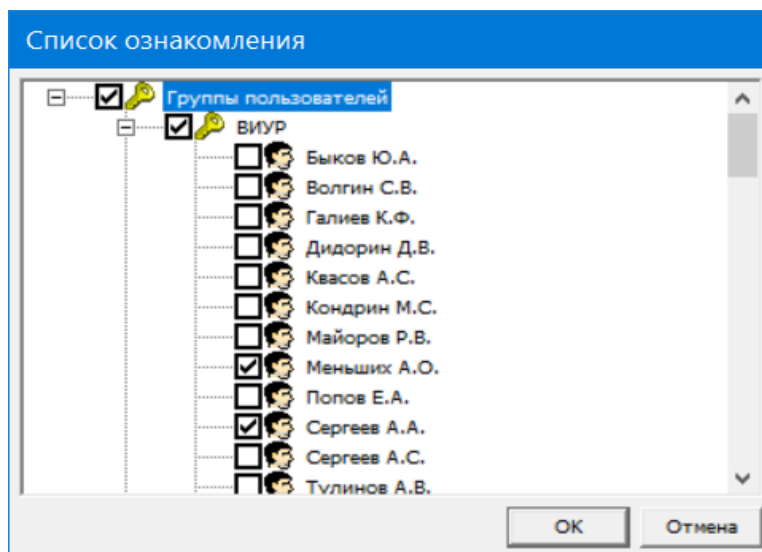 Список ознакомления
Группы пользователей
ВИУР
Быков Ю.А.
Волгин С.В.
Галиев К.Ф.
Дидорин Д.В.
Квасов А.С.
Кондрин М.С.
Майоров Р.В.
Меньших А.О.
Попов Е.А.
Сергеев А.А.
Сергеев А.С.
Тулинов А.В.
ОК Отмена